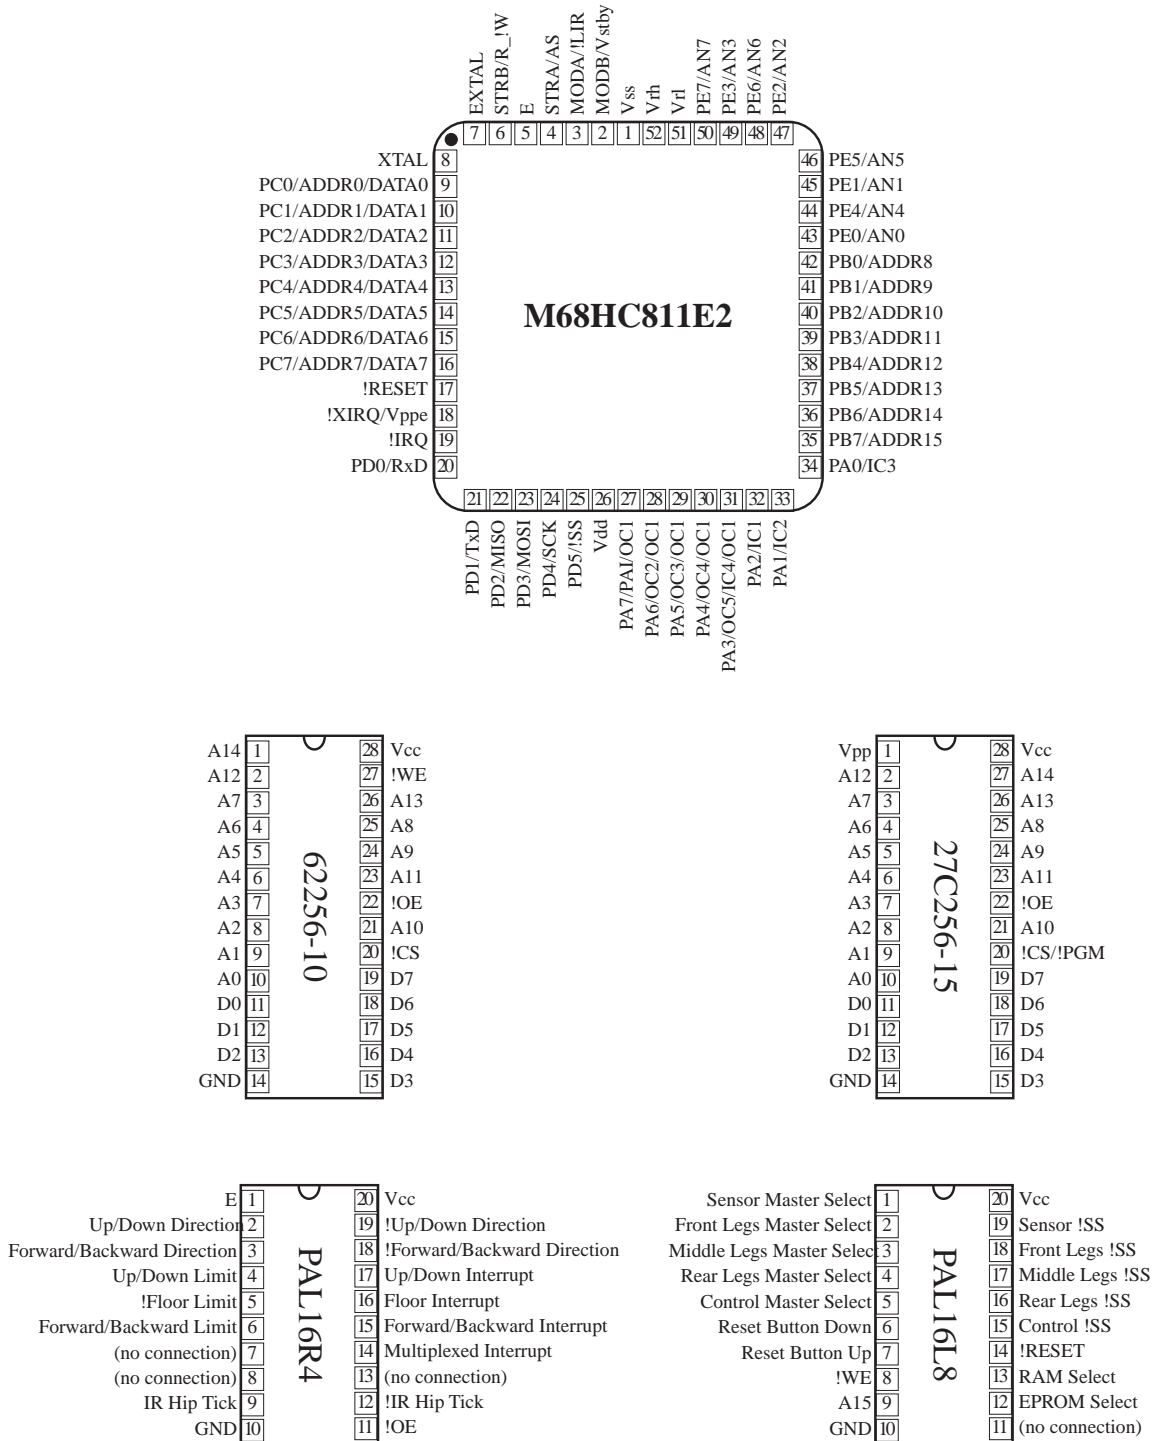 EXTAL
STRB/R_!W
E
STRA/AS
MODA/!LIR
MODB/Vstby
Vss
Vrh
Vrl
PE7/AN7
PE3/AN3
PE6/AN6
PE2/AN2
7 6 5 4 3 2 1 52 51 50 49 48 47
XTAL 8 46 PE5/AN5
PC0/ADDR0/DATA0 9 45 PE1/AN1
PC1/ADDR1/DATA1 10 44 PE4/AN4
PC2/ADDR2/DATA2 11 43 PE0/AN0
PC3/ADDR3/DATA3 12 42 PB0/ADDR8
PC4/ADDR4/DATA4 13 41 PB1/ADDR9
PC5/ADDR5/DATA5 14 40 PB2/ADDR10
M68HC811E2
PC6/ADDR6/DATA6 15 39 PB3/ADDR11
PC7/ADDR7/DATA7 16 38 PB4/ADDR12
!RESET 17 37 PB5/ADDR13
!XIRQ/Vppe 18 36 PB6/ADDR14
!IRQ 19 35 PB7/ADDR15
PD0/RxD 20 34 PA0/IC3
21 22 23 24 25 26 27 28 29 30 31 32 33
PD1/TxD
PD2/MISO
PD3/MOSI
PD4/SCK
PD5/!SS
Vdd
PA7/PAI/OC1
PA6/OC2/OC1
PA5/OC3/OC1
PA4/OC4/OC1
PA3/OC5/IC4/OC1
PA2/IC1
PA1/IC2
A14 1 28 Vcc
A12 2 27 !WE
A7 3 26 A13
A6 4 25 A8
A5 5 24 A9
A4 6 23 A11
A3 7 22 !OE
A2 8 21 A10
A1 9 20 !CS
A0 10 19 D7
D0 11 18 D6
D1 12 17 D5
D2 13 16 D4
GND 14 15 D3
62256-10
Vpp 1 28 Vcc
A12 2 27 A14
A7 3 26 A13
A6 4 25 A8
A5 5 24 A9
A4 6 23 A11
A3 7 22 !OE
A2 8 21 A10
A1 9 20 !CS/!PGM
A0 10 19 D7
D0 11 18 D6
D1 12 17 D5
D2 13 16 D4
GND 14 15 D3
27C256-15
E 1 20 Vcc
Up/Down Direction 2 19 !Up/Down Direction
Forward/Backward Direction 3 18 !Forward/Backward Direction
Up/Down Limit 4 17 Up/Down Interrupt
!Floor Limit 5 16 Floor Interrupt
Forward/Backward Limit 6 15 Forward/Backward Interrupt
(no connection) 7 14 Multiplexed Interrupt
(no connection) 8 13 (no connection)
IR Hip Tick 9 12 !IR Hip Tick
GND 10 11 !OE
PAL16R4
Sensor Master Select 1 20 Vcc
Front Legs Master Select 2 19 Sensor !SS
Middle Legs Master Select 3 18 Front Legs !SS
Rear Legs Master Select 4 17 Middle Legs !SS
Control Master Select 5 16 Rear Legs !SS
Reset Button Down 6 15 Control !SS
Reset Button Up 7 14 !RESET
!WE 8 13 RAM Select
A15 9 12 EPROM Select
GND 10 11 (no connection)
PAL16L8